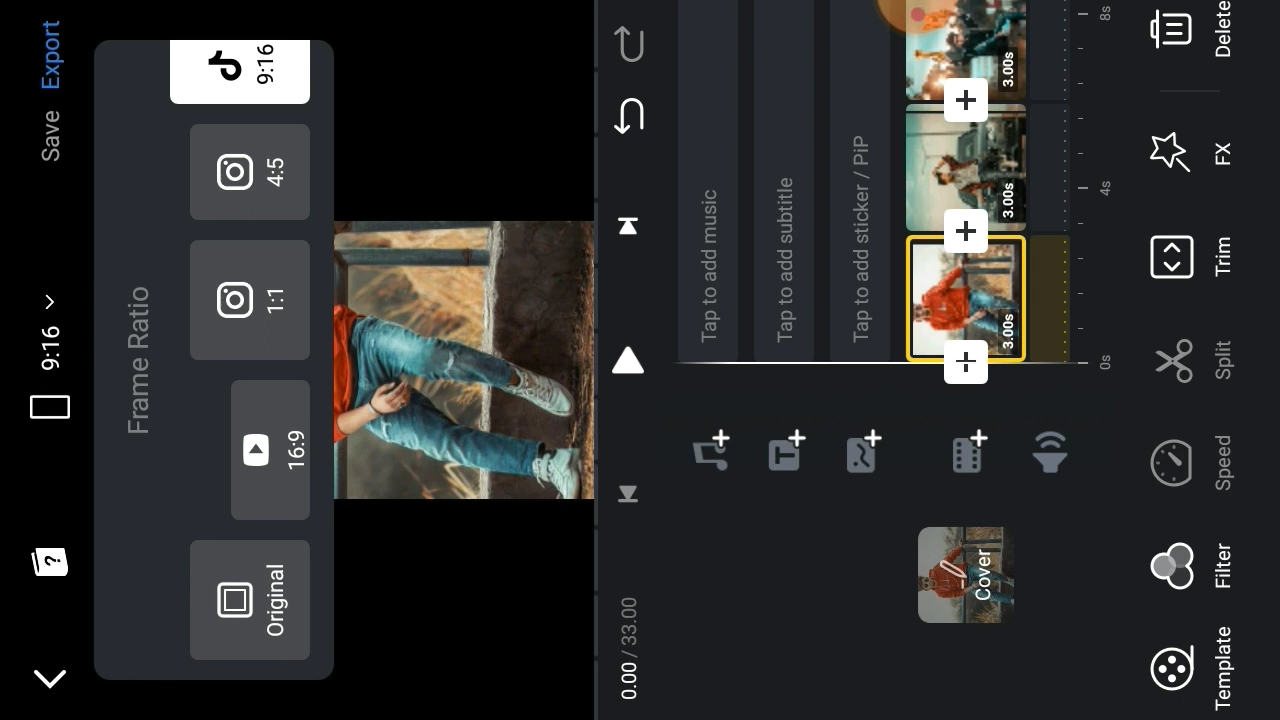 9:16
Save
Export
Frame Ratio
Original
16:9
1:1
4:5
9:16
0.00 / 33.00
Tap to add music
Tap to add subtitle
Tap to add sticker / PiP
Cover
3.00s
3.00s
3.00s
0s
4s
8s
Template
Filter
Speed
Split
Trim
FX
Delete